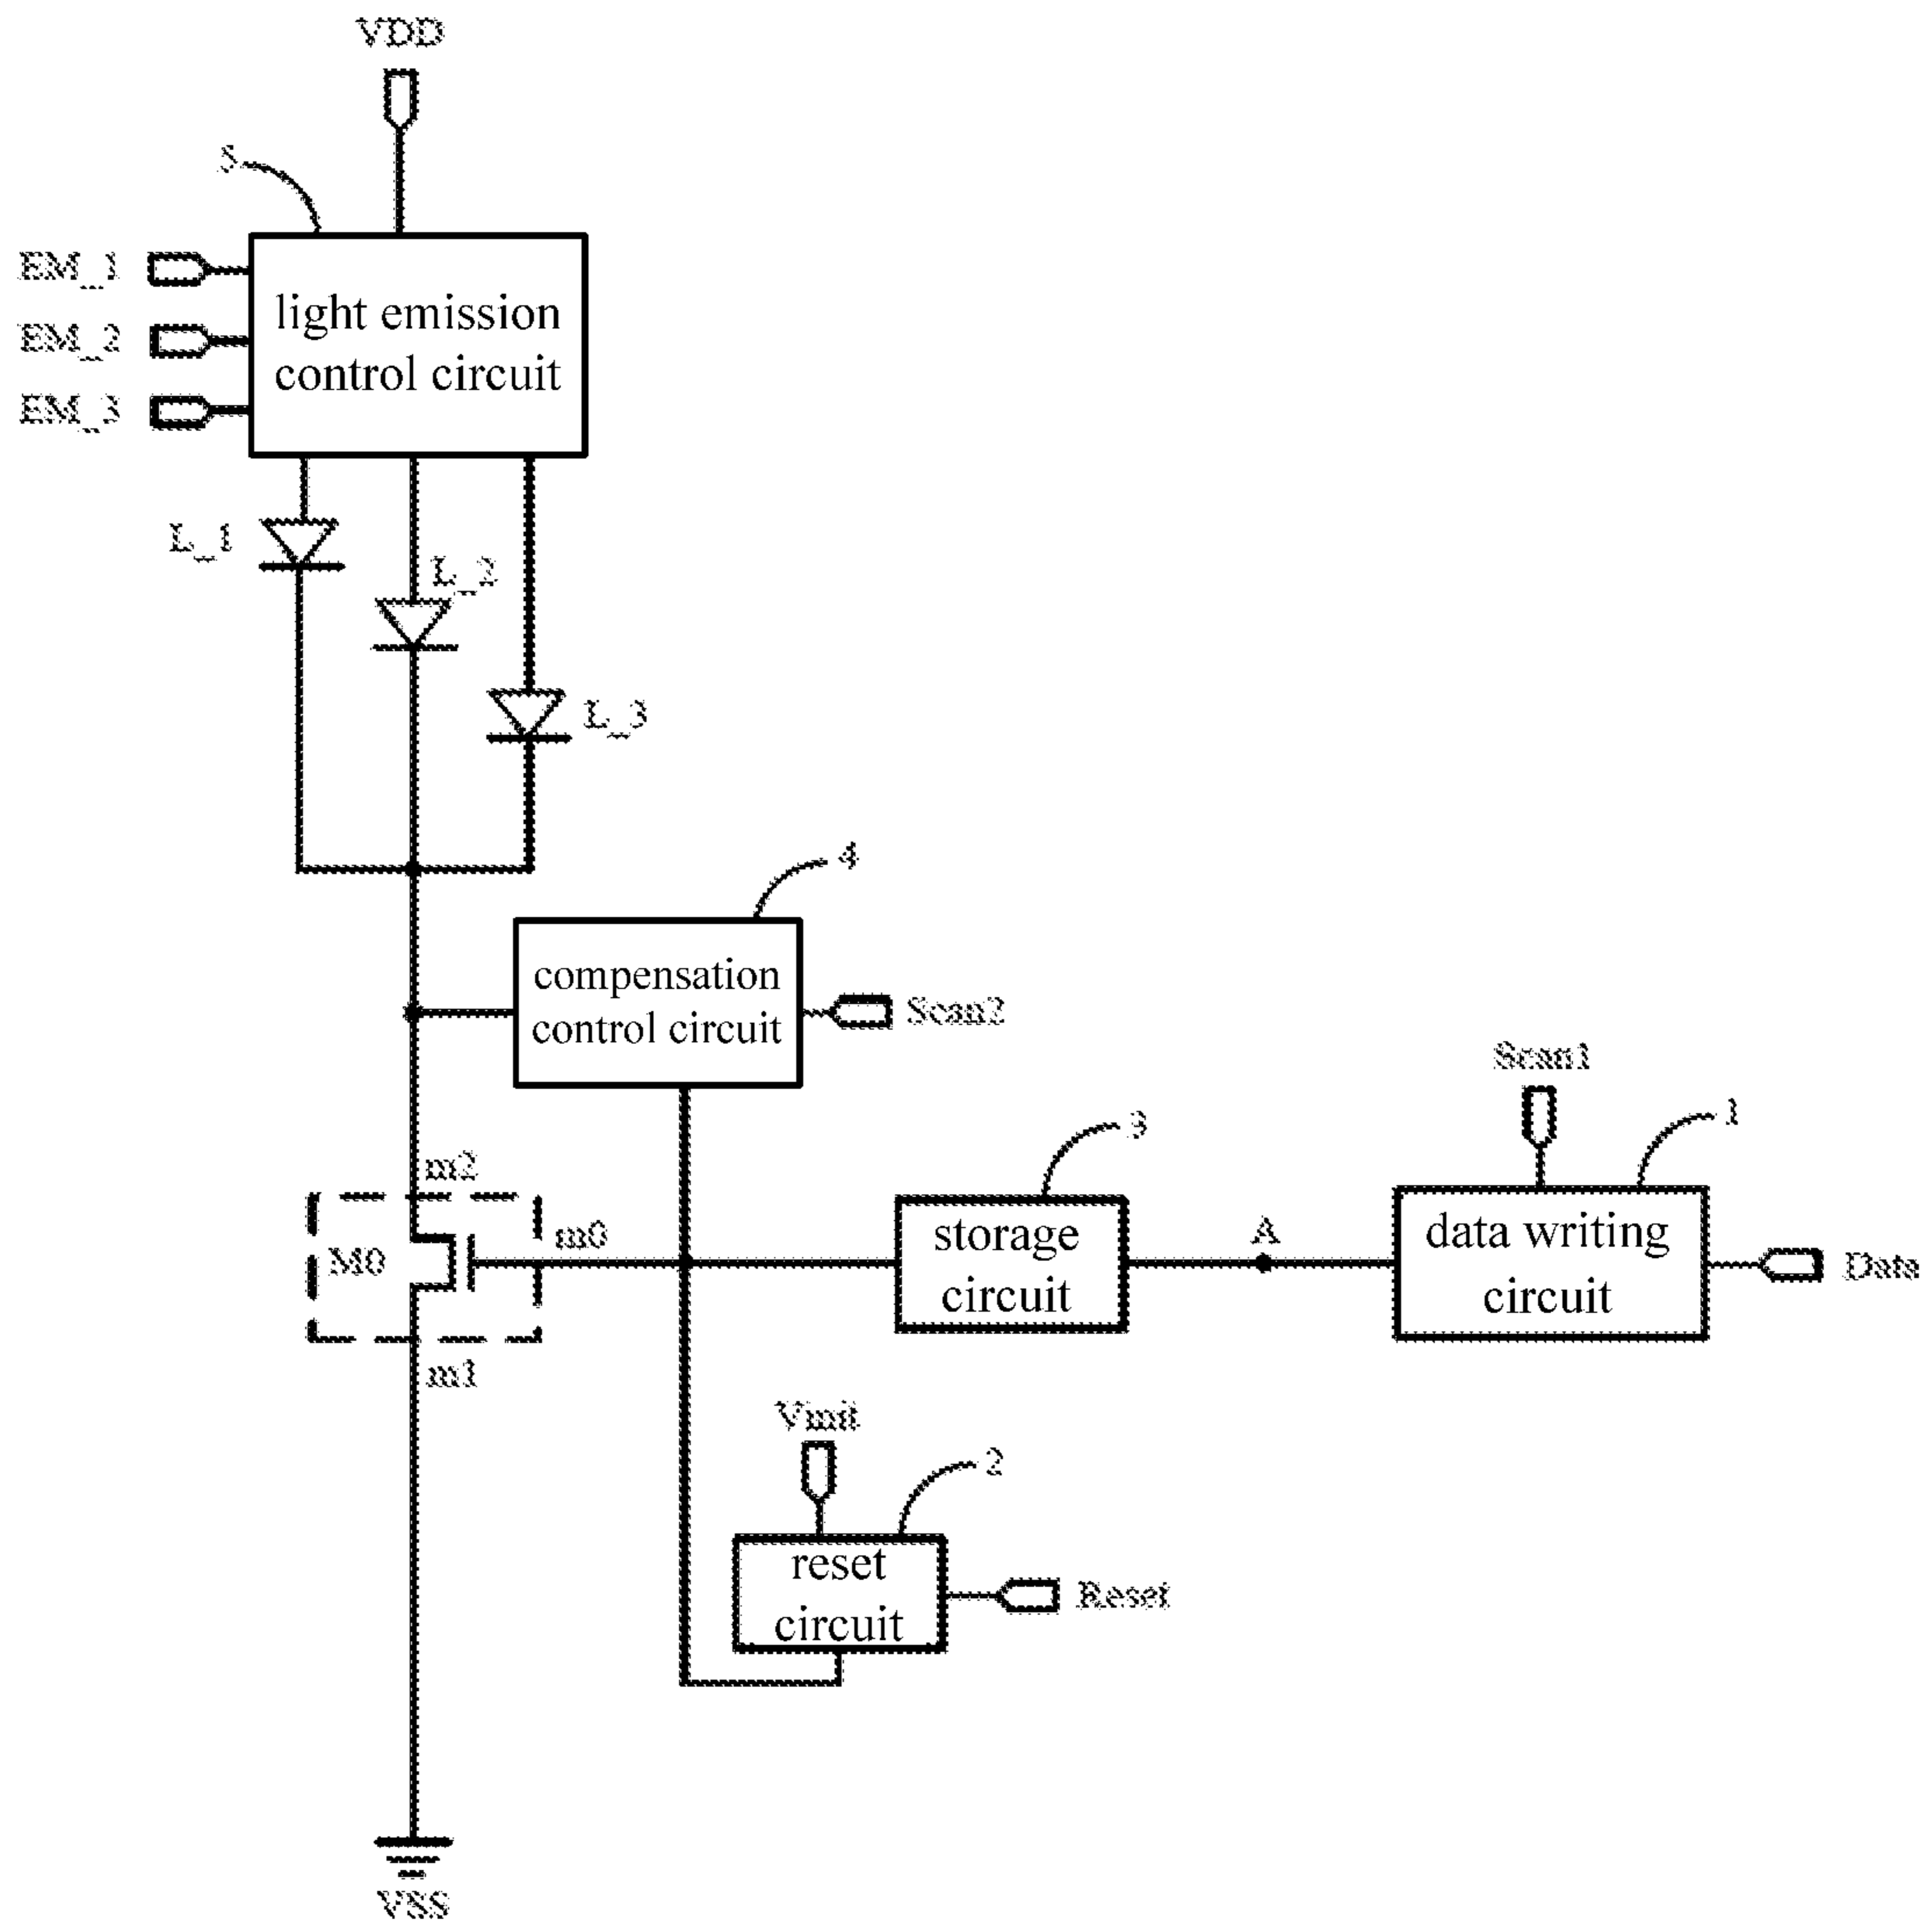 VDD
5
EM_1
light emission
EM_2
control circuit
EM_3
L_1
L_2
L_3
4
compensation
control circuit
Scan2
Scan1
1
3
m2
storage
circuit
A
data writing
circuit
Data
m0
M0
m1
Vinit
2
reset
circuit
Reset
VSS